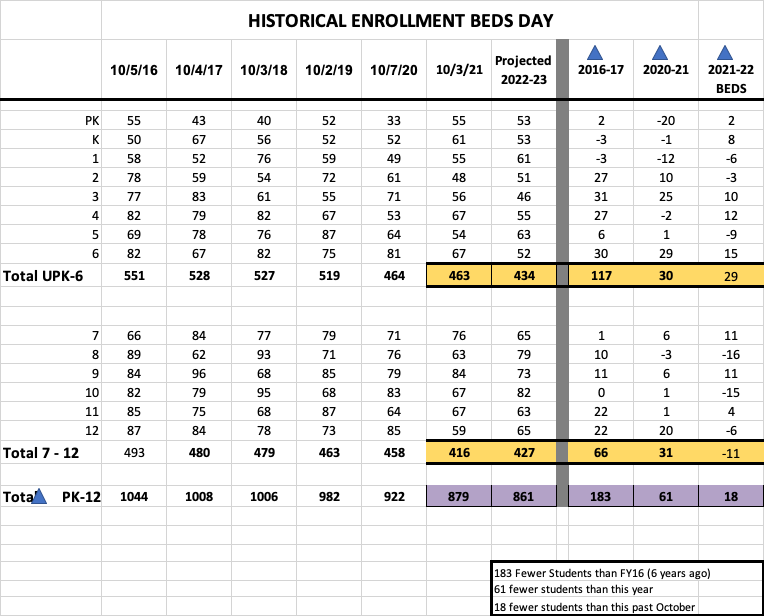 HISTORICAL ENROLLMENT BEDS DAY
10/5/16 10/4/17 10/3/18 10/2/19 10/7/20 10/3/21 Projected 2022-23 2016-17 2020-21 2021-22 BEDS
PK 55 43 40 52 33 55 53 2 -20 2
K 50 67 56 52 52 61 53 -3 -1 8
1 58 52 76 59 49 55 61 -3 -12 -6
2 78 59 54 72 61 48 51 27 10 -3
3 77 83 61 55 71 56 46 31 25 10
4 82 79 82 67 53 67 55 27 -2 12
5 69 78 76 87 64 54 63 6 1 -9
6 82 67 82 75 81 67 52 30 29 15
Total UPK-6 551 528 527 519 464 463 434 117 30 29
7 66 84 77 79 71 76 65 1 6 11
8 89 62 93 71 76 63 79 10 -3 -16
9 84 96 68 85 79 84 73 11 6 11
10 82 79 95 68 83 67 82 0 1 -15
11 85 75 68 87 64 67 63 22 1 4
12 87 84 78 73 85 59 65 22 20 -6
Total 7 - 12 493 480 479 463 458 416 427 66 31 -11
Total PK-12 1044 1008 1006 982 922 879 861 183 61 18
183 Fewer Students than FY16 (6 years ago)
61 fewer students than this year
18 fewer students than this past October